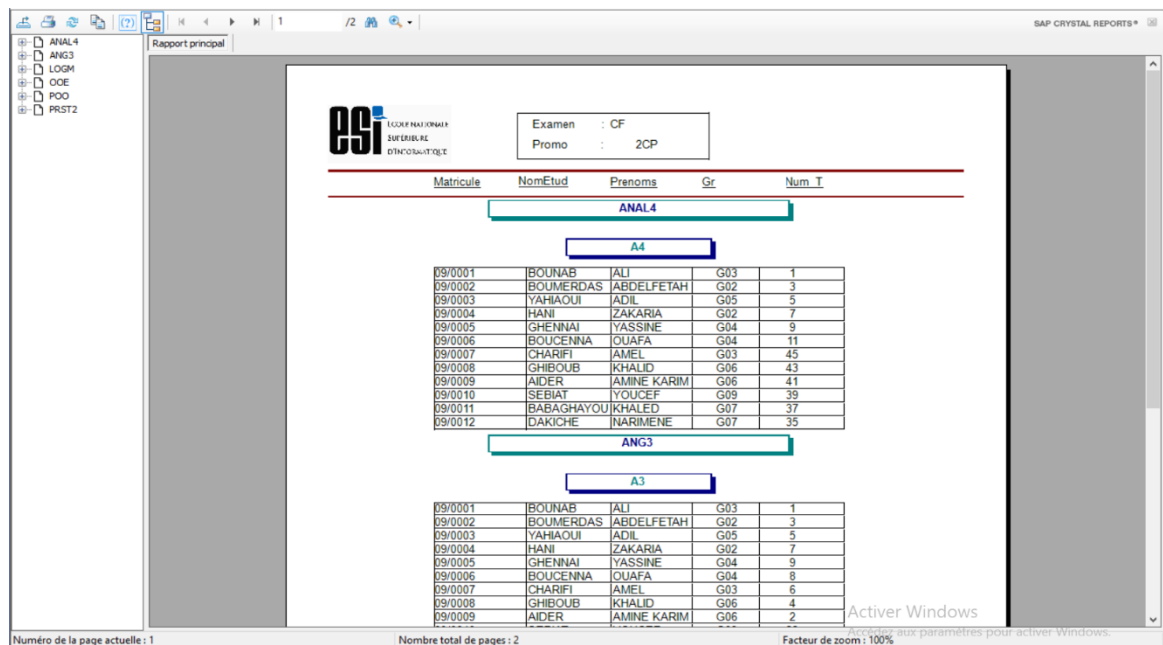 1 /2 SAP CRYSTAL REPORTS®
ANAL4
ANG3
LOGM
OOE
POO
PRST2
Rapport principal
esi
ECOLE NATIONALE
SUPÉRIEURE
D'INFORMATIQUE
Examen : CF
Promo : 2CP
Matricule NomEtud Prenoms Gr Num_T
ANAL4
A4
09/0001 BOUNAB ALI G03 1
09/0002 BOUMERDAS ABDELFETAH G02 3
09/0003 YAHIAOUI ADIL G05 5
09/0004 HANI ZAKARIA G02 7
09/0005 GHENNAI YASSINE G04 9
09/0006 BOUCENNA OUAFA G04 11
09/0007 CHARIFI AMEL G03 45
09/0008 GHIBOUB KHALID G06 43
09/0009 AIDER AMINE KARIM G06 41
09/0010 SEBIAT YOUCEF G09 39
09/0011 BABAGHAYOU KHALED G07 37
09/0012 DAKICHE NARIMENE G07 35
ANG3
A3
09/0001 BOUNAB ALI G03 1
09/0002 BOUMERDAS ABDELFETAH G02 3
09/0003 YAHIAOUI ADIL G05 5
09/0004 HANI ZAKARIA G02 7
09/0005 GHENNAI YASSINE G04 9
09/0006 BOUCENNA OUAFA G04 8
09/0007 CHARIFI AMEL G03 6
09/0008 GHIBOUB KHALID G06 4
09/0009 AIDER AMINE KARIM G06 2
Activer Windows
Accédez aux paramètres pour activer Windows.
Numéro de la page actuelle : 1 Nombre total de pages : 2 Facteur de zoom : 100%